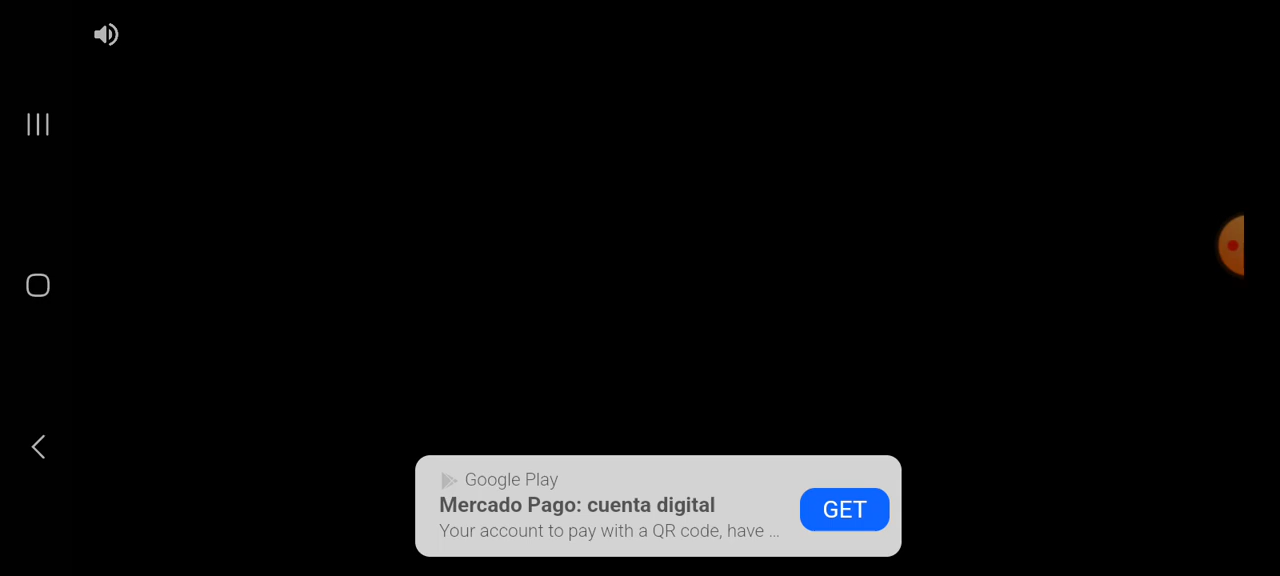 Google Play
Mercado Pago: cuenta digital
Your account to pay with a QR code, have ...
GET